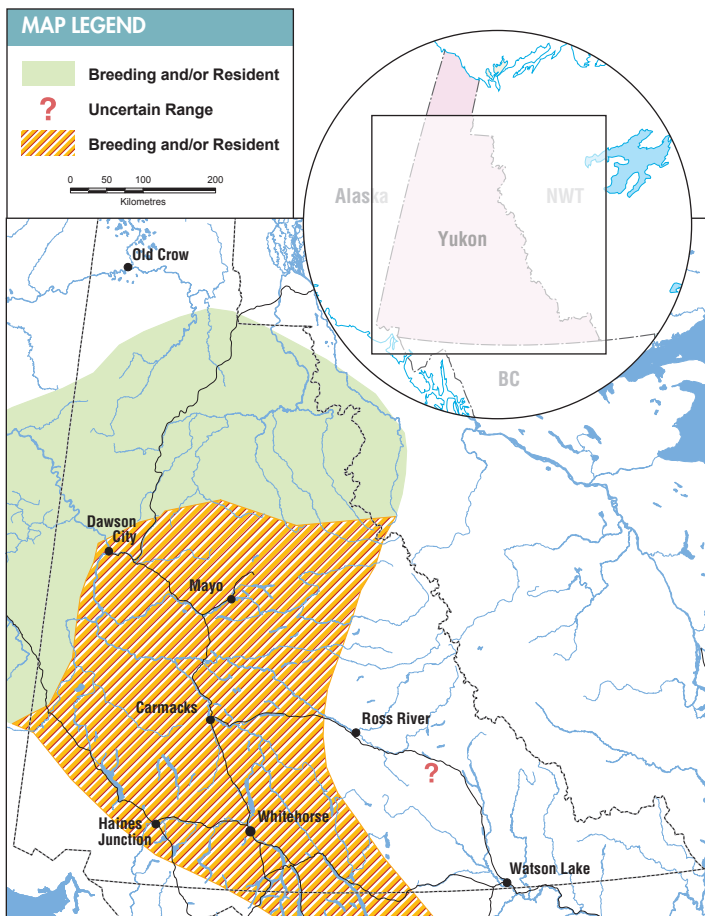 MAP LEGEND
Breeding and/or Resident
?
Uncertain Range
Breeding and/or Resident
0 50 100 200
Kilometres
Alaska
NWT
Yukon
BC
Old Crow
Dawson
City
Mayo
Carmacks
Ross River
?
Haines
Junction
Whitehorse
Watson Lake